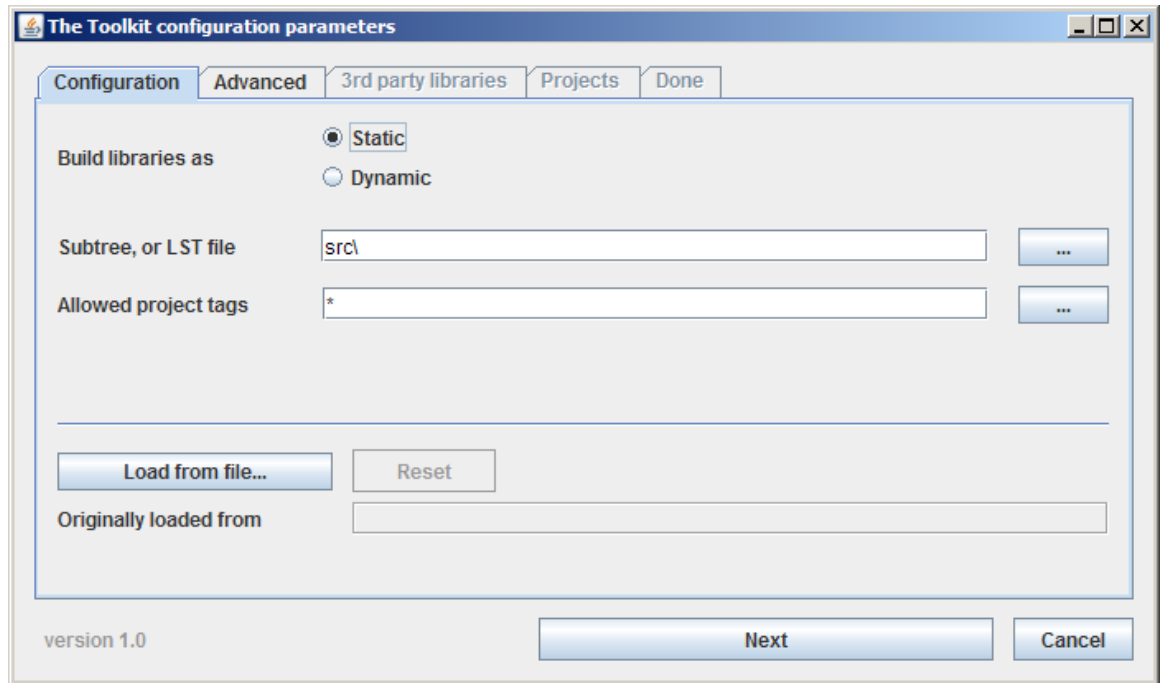 The Toolkit configuration parameters
Configuration Advanced 3rd party libraries Projects Done
Build libraries as
Static
Dynamic
Subtree, or LST file src\ ...
Allowed project tags * ...
Load from file... Reset
Originally loaded from
version 1.0 Next Cancel